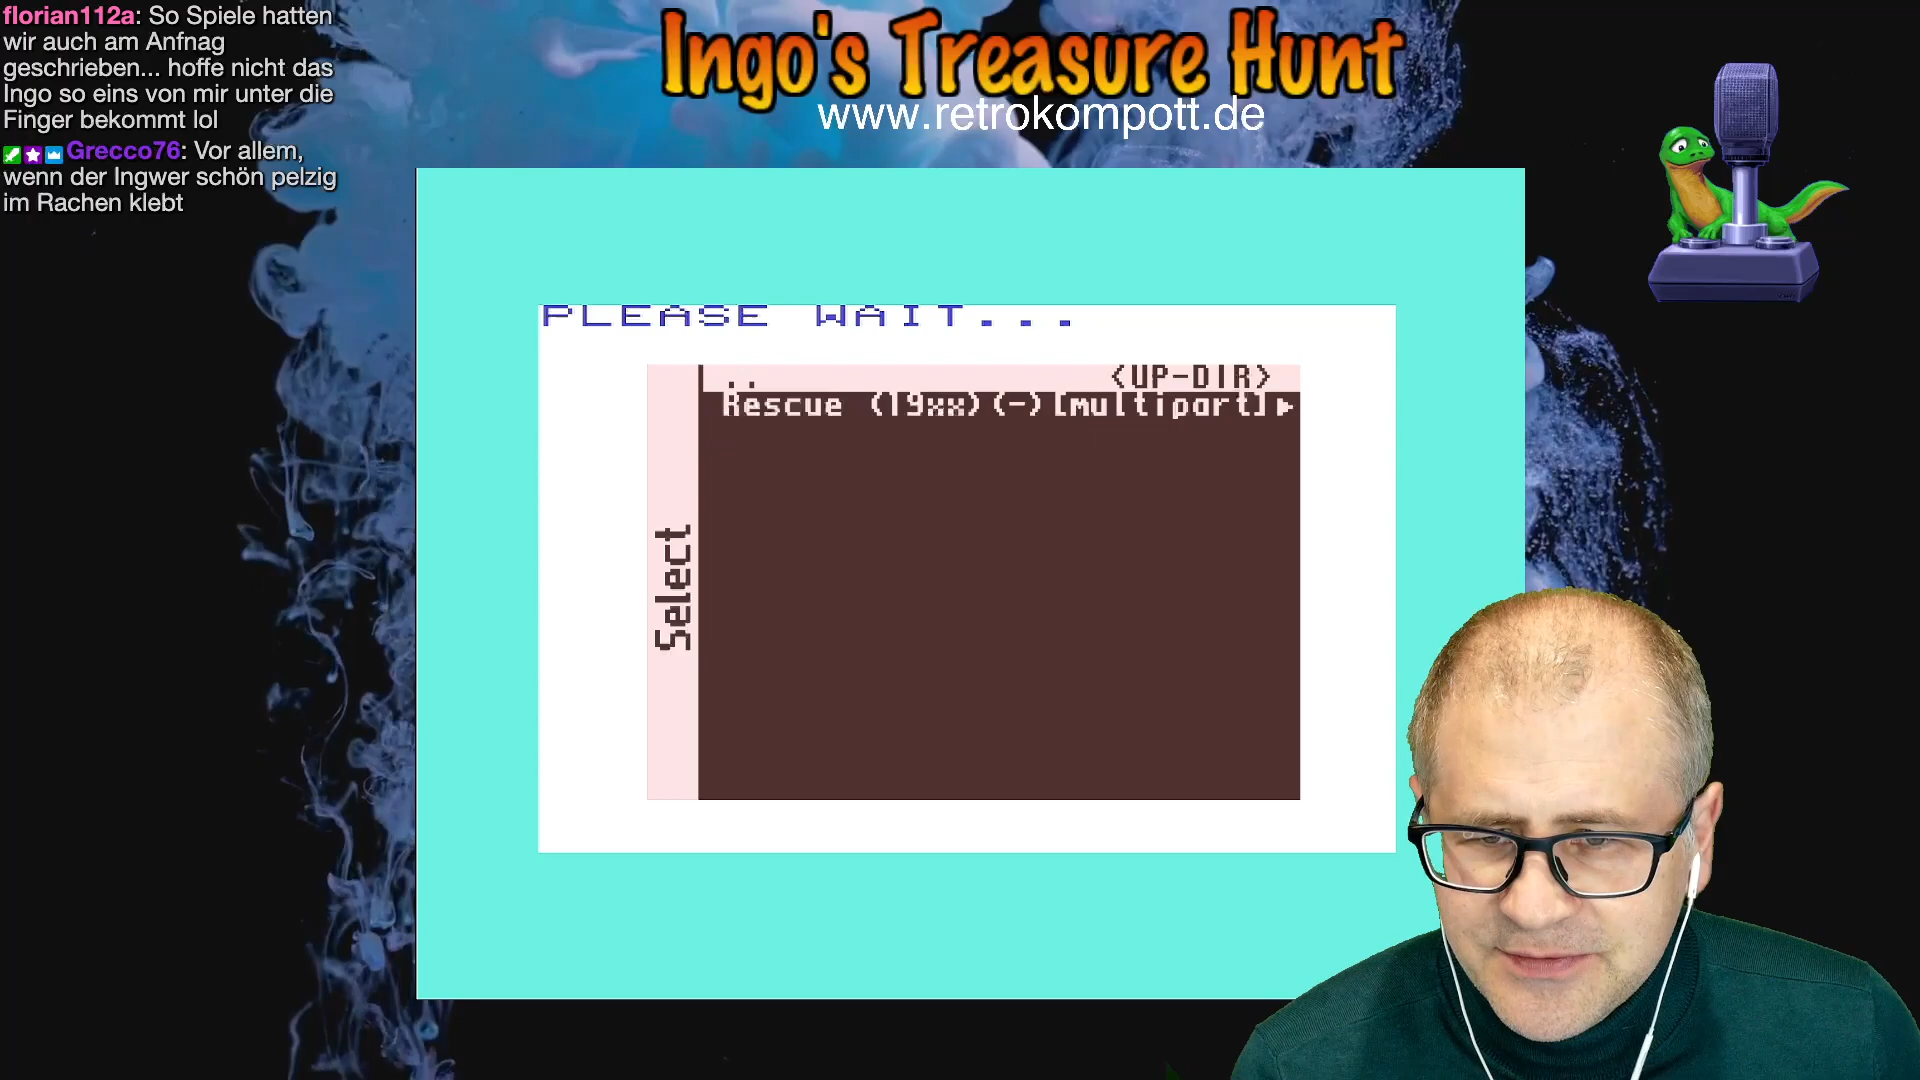 florian112a: So Spiele hatten
wir auch am Anfnag
geschrieben... hoffe nicht das
Ingo so eins von mir unter die
Finger bekommt lol
Grecco76: Vor allem,
wenn der Ingwer schön pelzig
im Rachen klebt
Ingo's Treasure Hunt
www.retrokompott.de
PLEASE WAIT...
.. <UP-DIR>
Rescue (19xx)(-)[multipart]
Select